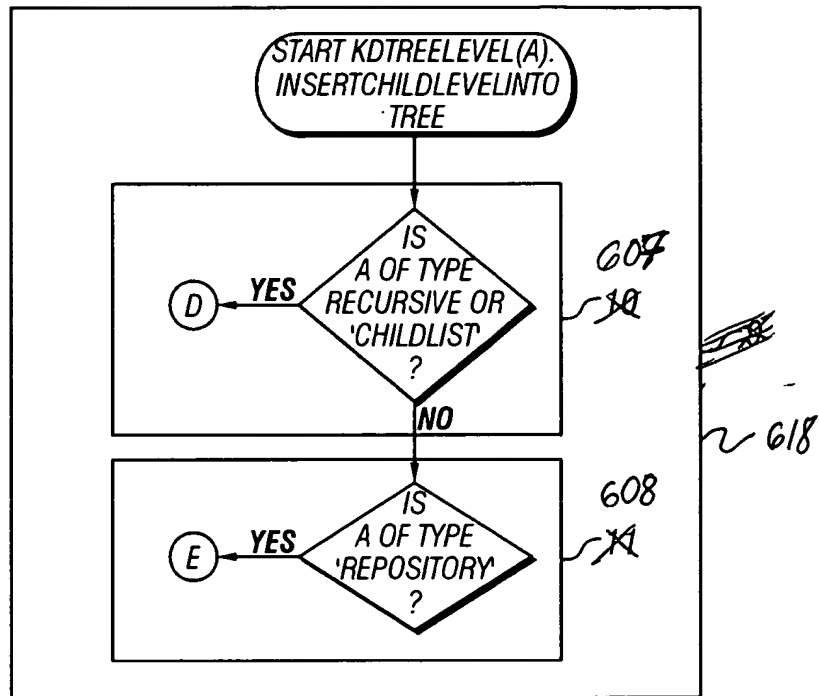 START KDTREELEVEL(A).
INSERTCHILDLEVELINTO
TREE
IS
A OF TYPE
RECURSIVE OR
'CHILDLIST'
?
YES
D
607
10
NO
618
IS
A OF TYPE
'REPOSITORY'
?
YES
E
608
11